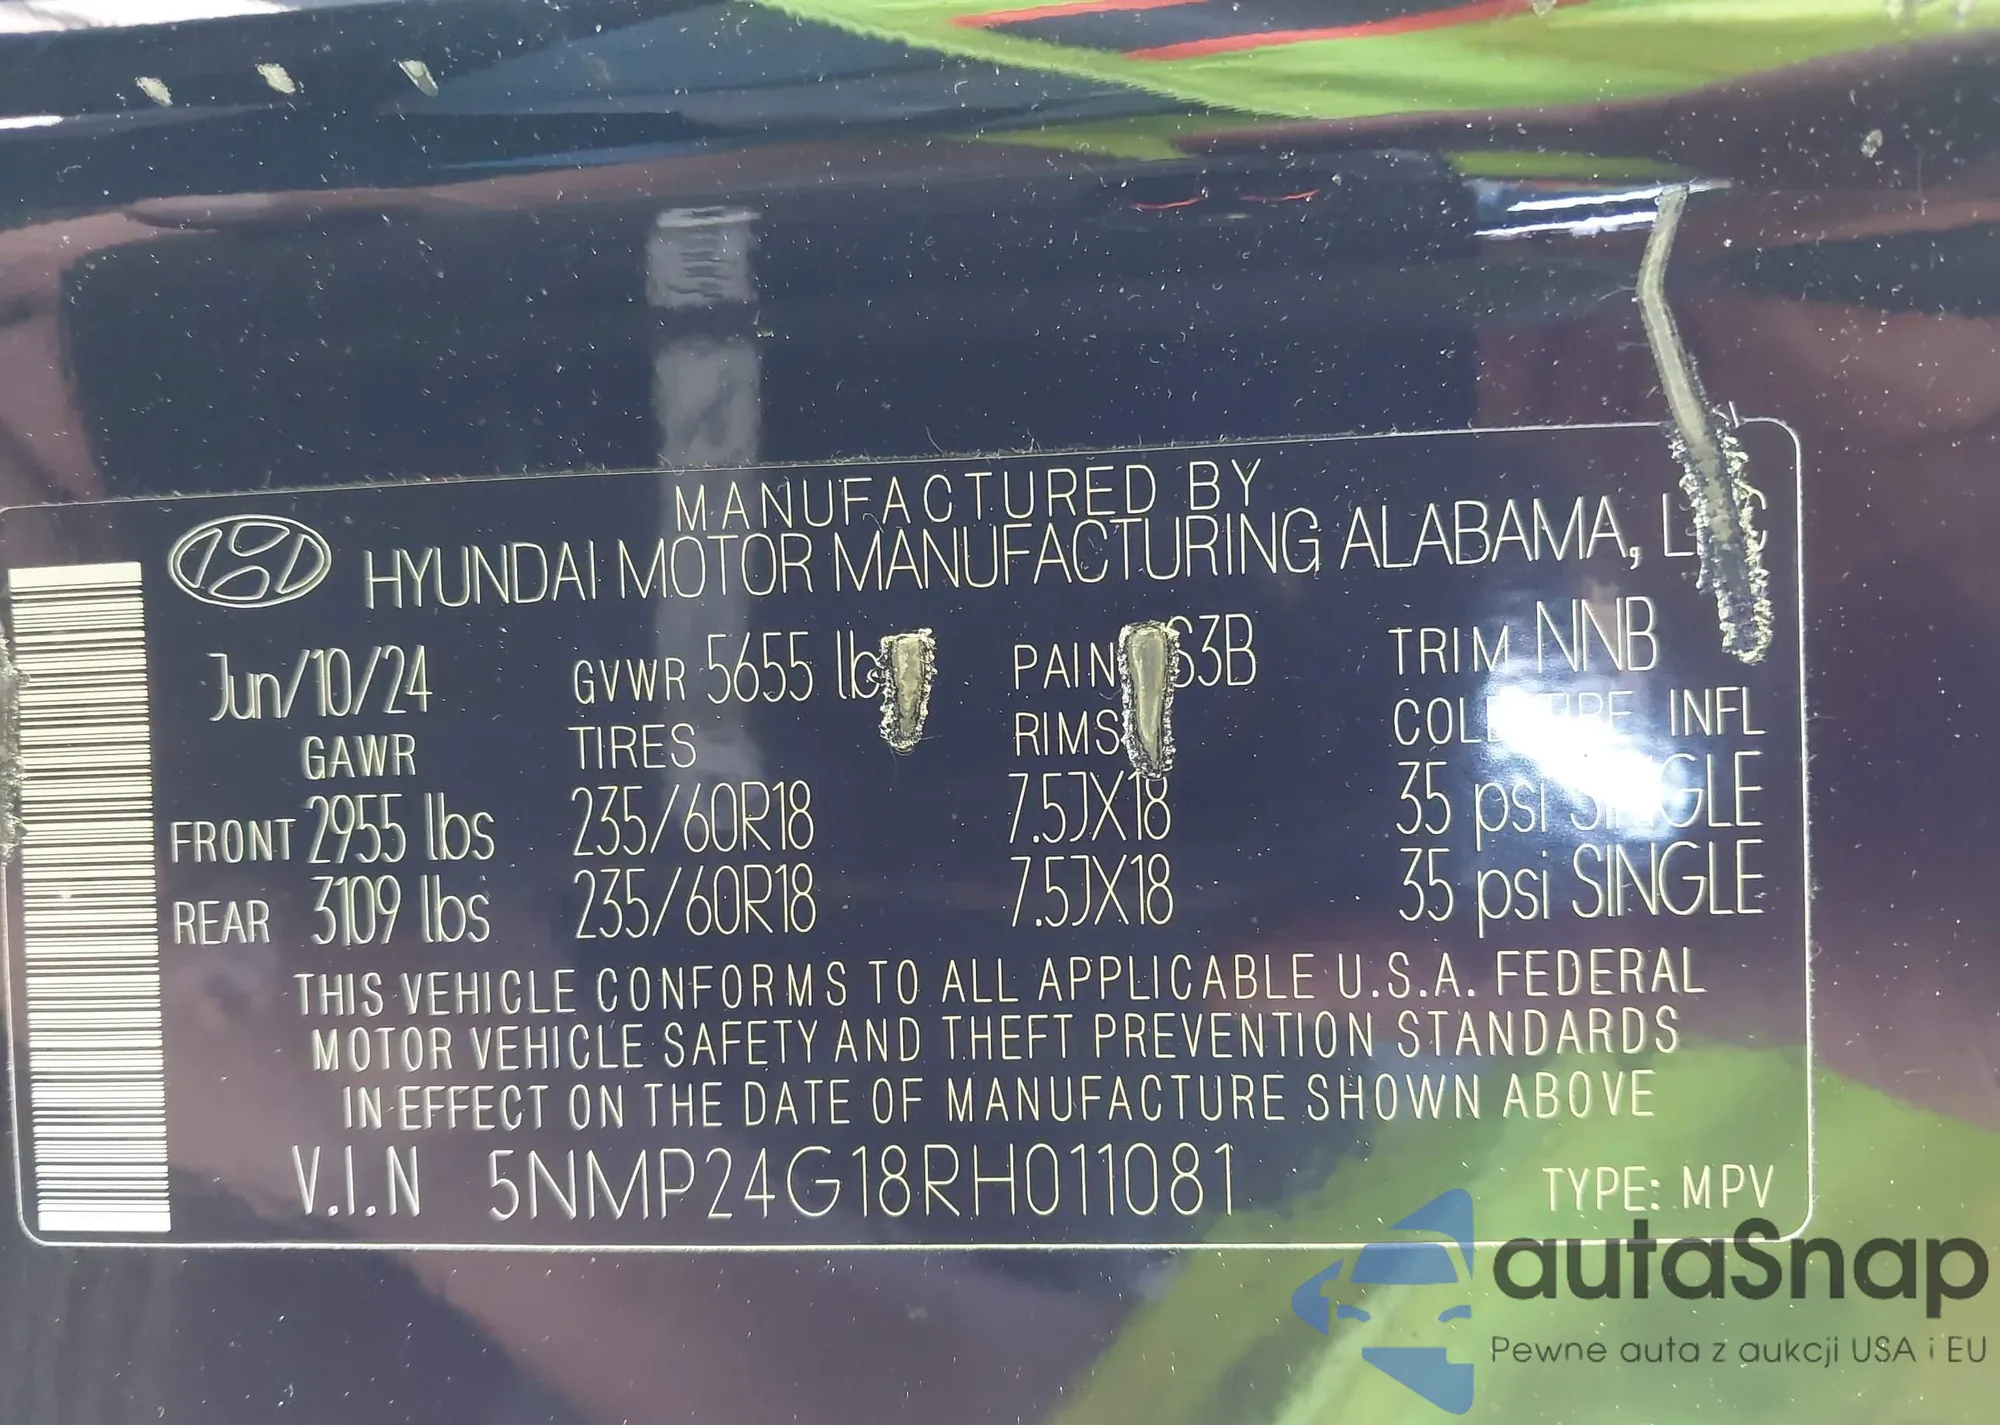 MANUFACTURED BY
HYUNDAI MOTOR MANUFACTURING ALABAMA,
Jun/10/24 GVWR 5655 TRIM NNB
GAWR TIRES RIMS INFL
FRONT 2955 lbs 235/60R18 7.5JX18 35 psi SINGLE
REAR 3109 lbs 235/60R18 7.5JX18 35 psi SINGLE
THIS VEHICLE CONFORMS TO ALL APPLICABLE U.S.A. FEDERAL
MOTOR VEHICLE SAFETY AND THEFT PREVENTION STANDARDS
IN EFFECT ON THE DATE OF MANUFACTURE SHOWN ABOVE
V.I.N 5NMP24G18RH011081 TYPE: MPV
autaSnap
Pewne auta z aukcji USA i EU